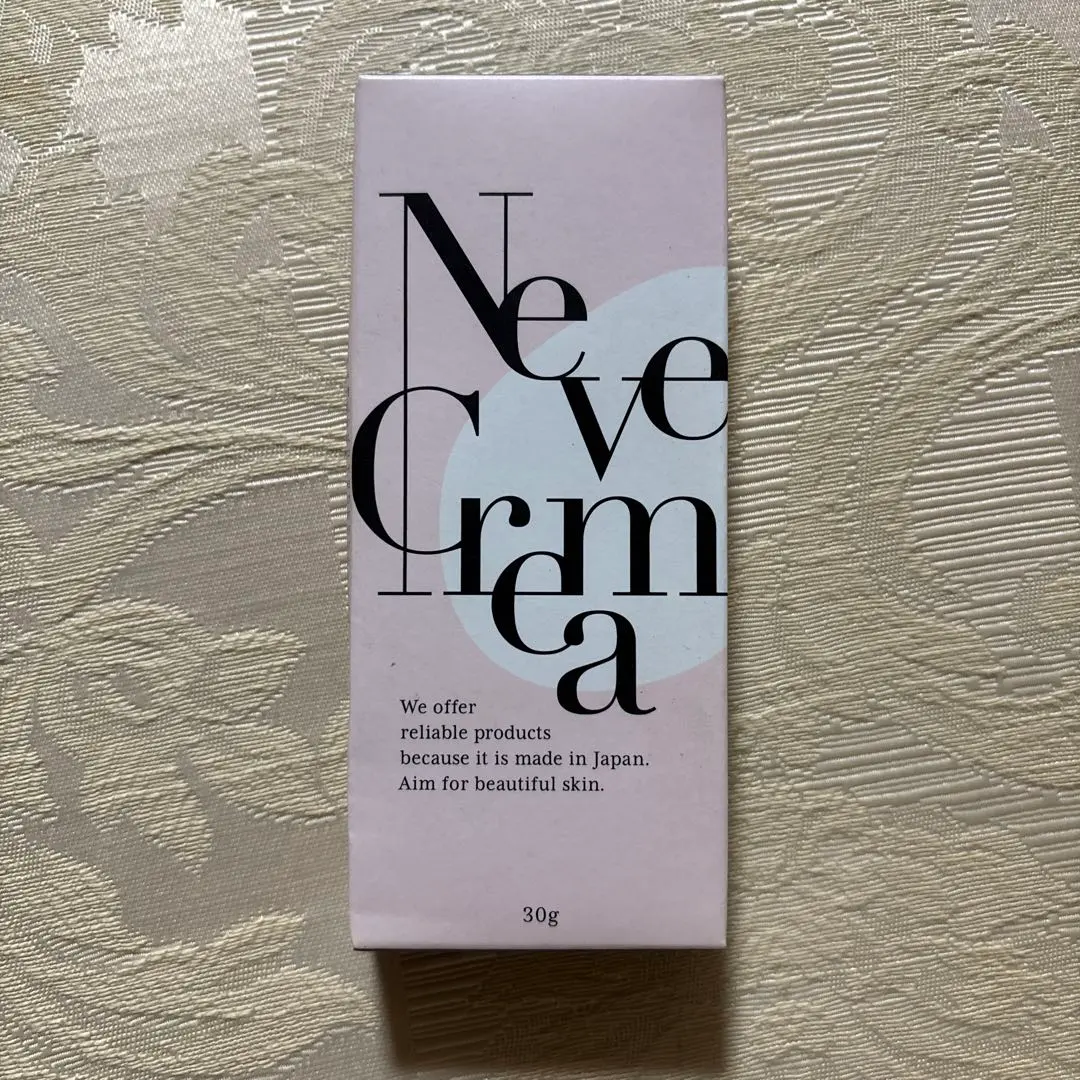 Neve
Crema
We offer
reliable products
because it is made in Japan.
Aim for beautiful skin.
30g